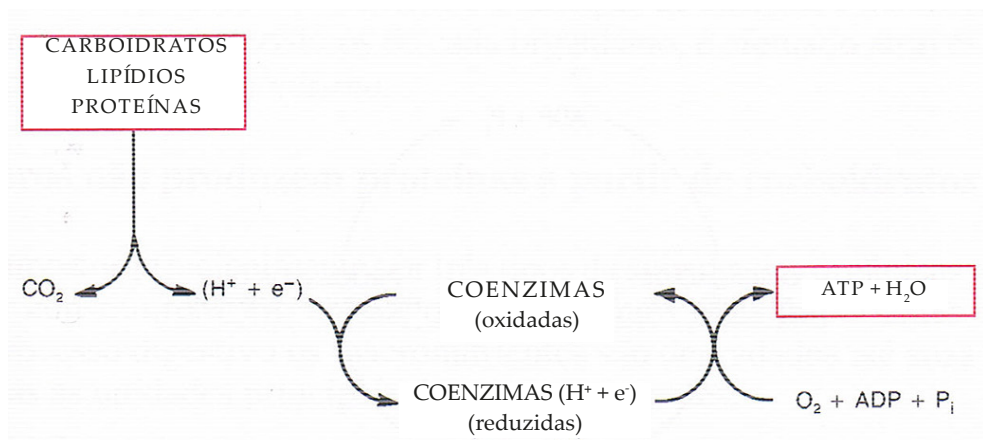 CARBOIDRATOS
LIPÍDIOS
PROTEÍNAS
CO₂
(H⁺ + e⁻)
COENZIMAS
(oxidadas)
ATP + H₂O
COENZIMAS (H⁺ + e⁻)
(reduzidas)
O₂ + ADP + Pᵢ